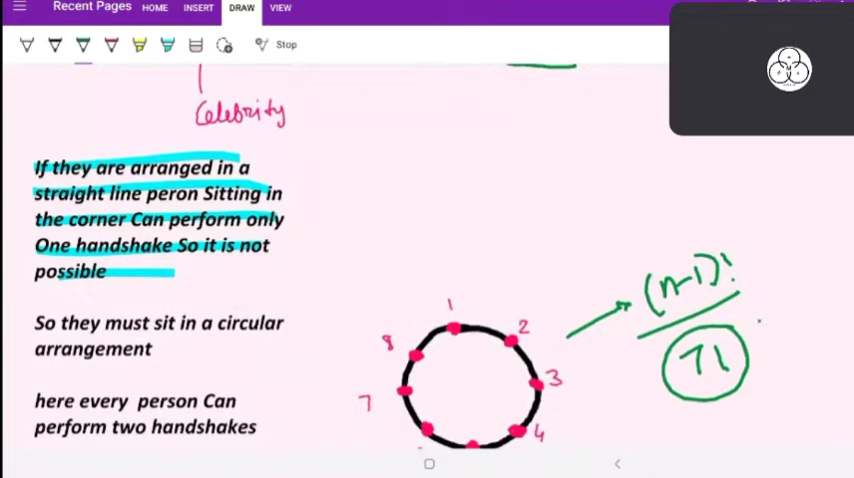 Recent Pages HOME INSERT DRAW VIEW
Stop
Celebrity
If they are arranged in a
straight line peron Sitting in
the corner Can perform only
One handshake So it is not
possible
So they must sit in a circular
arrangement
here every person Can
perform two handshakes
1
2
3
4
7
8
(n-1)!
7!